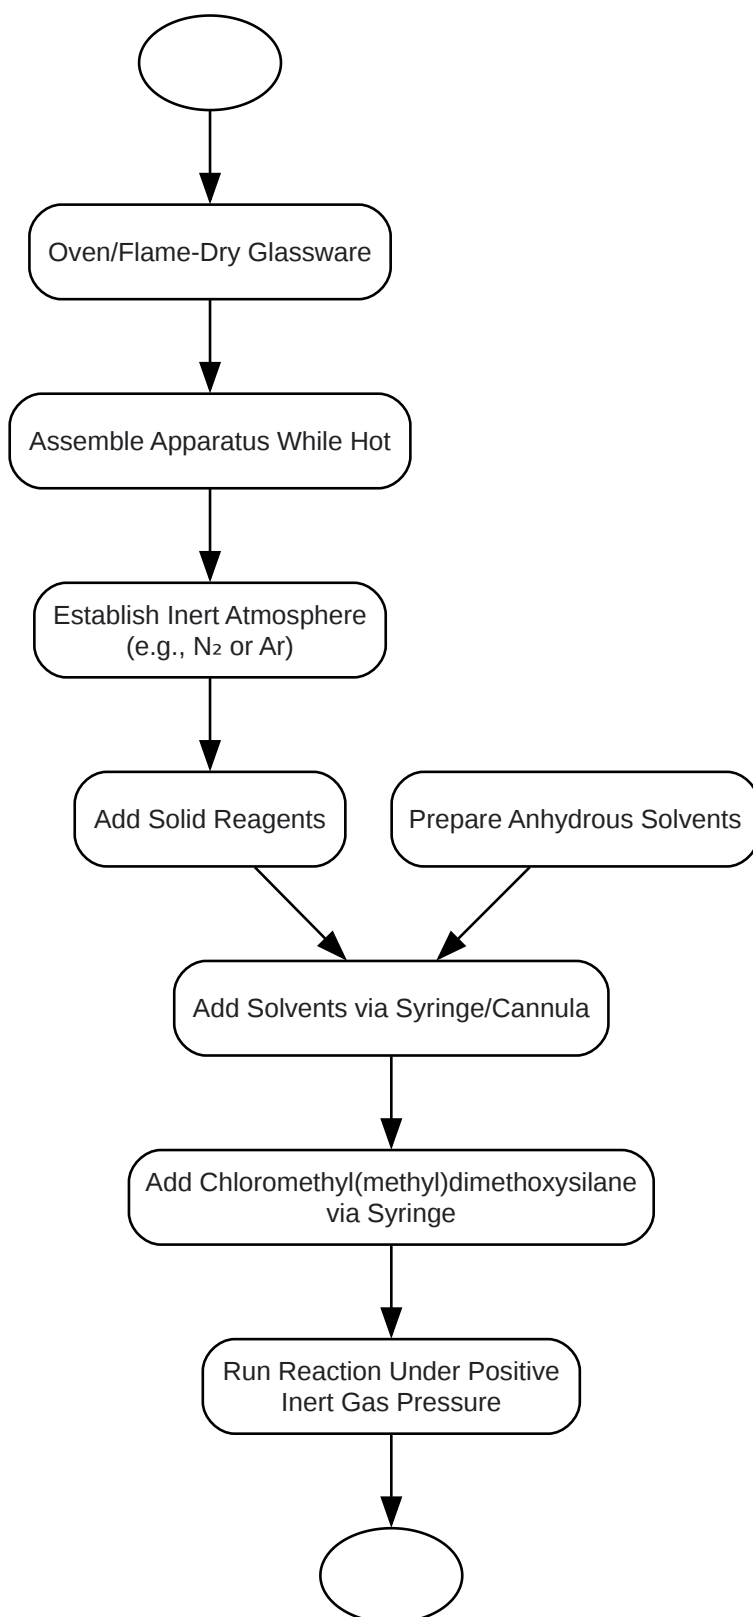 Oven/Flame-Dry Glassware
Assemble Apparatus While Hot
Establish Inert Atmosphere
(e.g., N₂ or Ar)
Add Solid Reagents
Prepare Anhydrous Solvents
Add Solvents via Syringe/Cannula
Add Chloromethyl(methyl)dimethoxysilane
via Syringe
Run Reaction Under Positive
Inert Gas Pressure